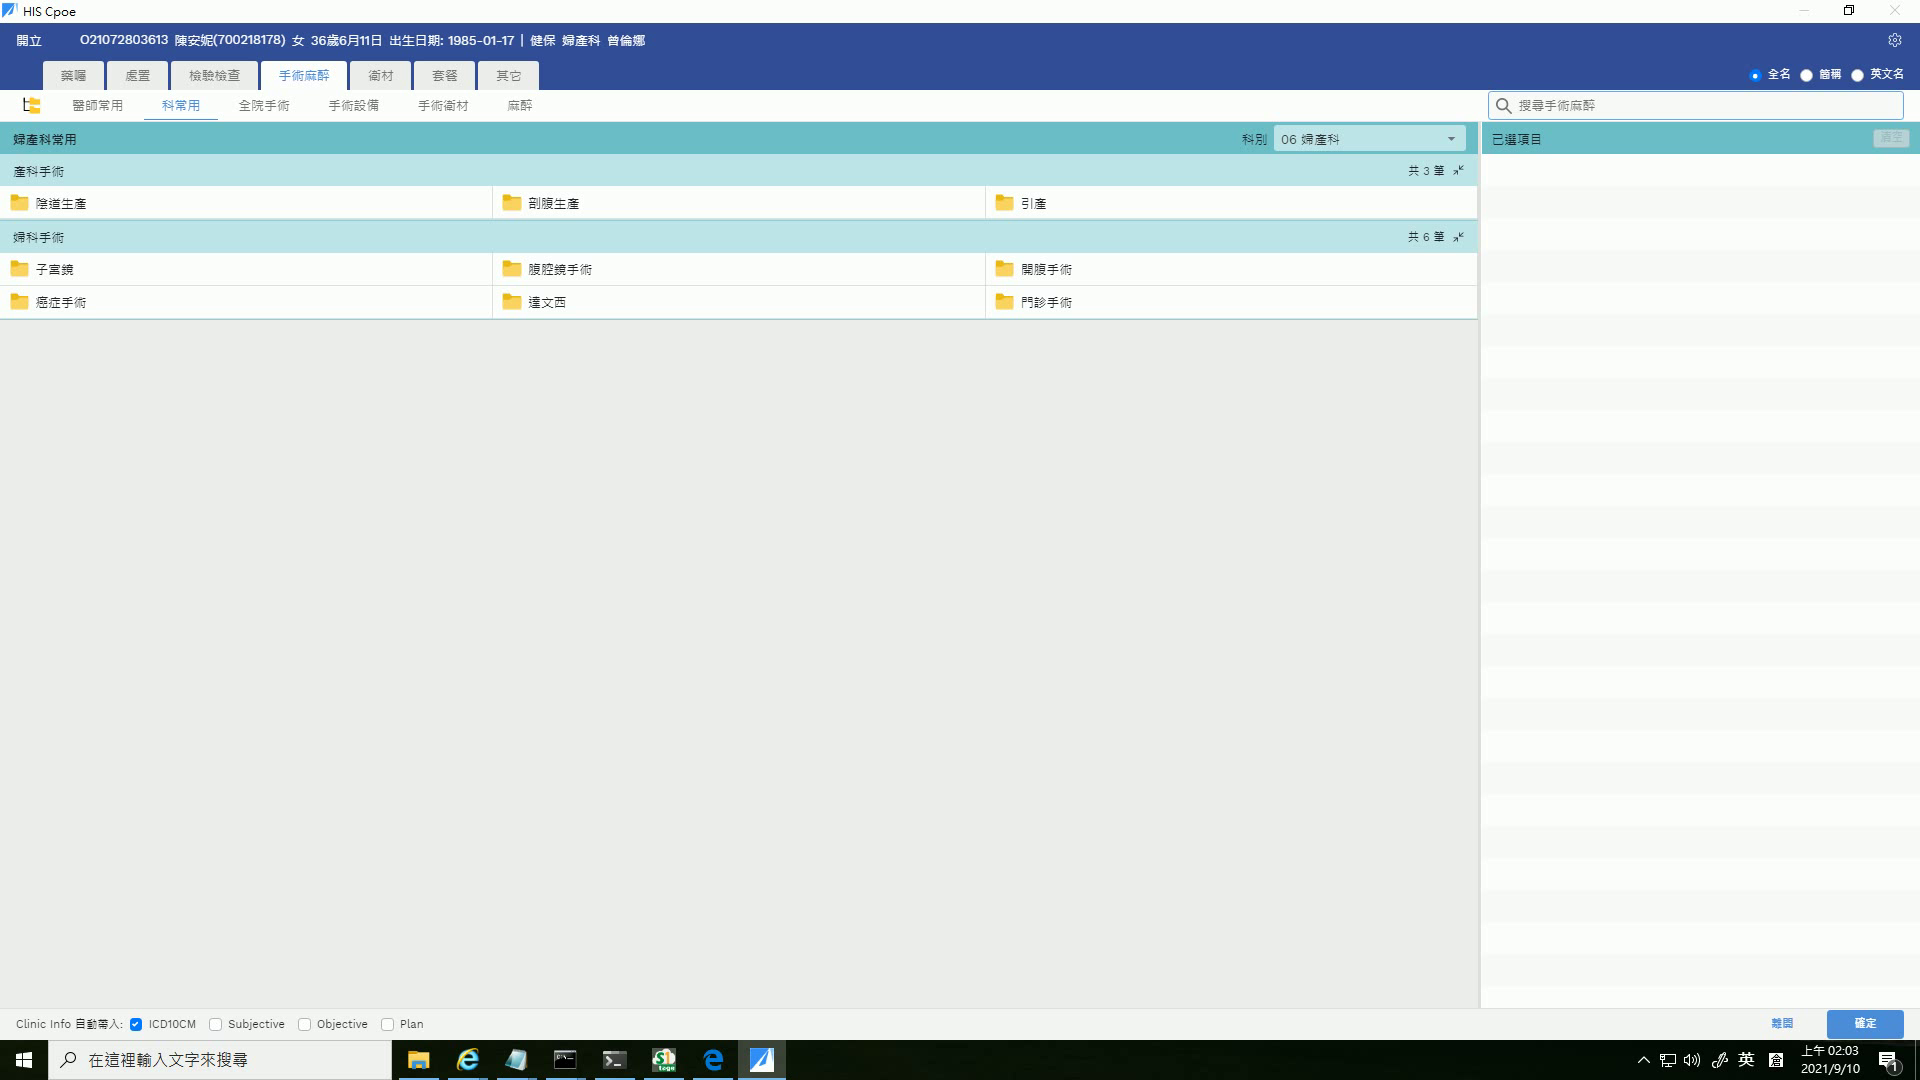 HIS Cpoe
開立 O21072803613 陳安妮(700218178) 女 36歲6月11日 出生日期: 1985-01-17 | 健保 婦產科 曾倫娜
藥囑 處置 檢驗檢查 手術麻醉 衛材 套餐 其它 全名 簡稱 英文名
醫師常用 科常用 全院手術 手術設備 手術衛材 麻醉 搜尋手術麻醉
婦產科常用 科別 06 婦產科 已選項目 清空
產科手術 共 3 筆
陰道生產 剖腹生產 引產
婦科手術 共 6 筆
子宮鏡 腹腔鏡手術 開腹手術
癌症手術 達文西 門診手術
Clinic Info 自動帶入: ICD10CM Subjective Objective Plan 離開 確定
在這裡輸入文字來搜尋 英 上午 02:03
2021/9/10 1